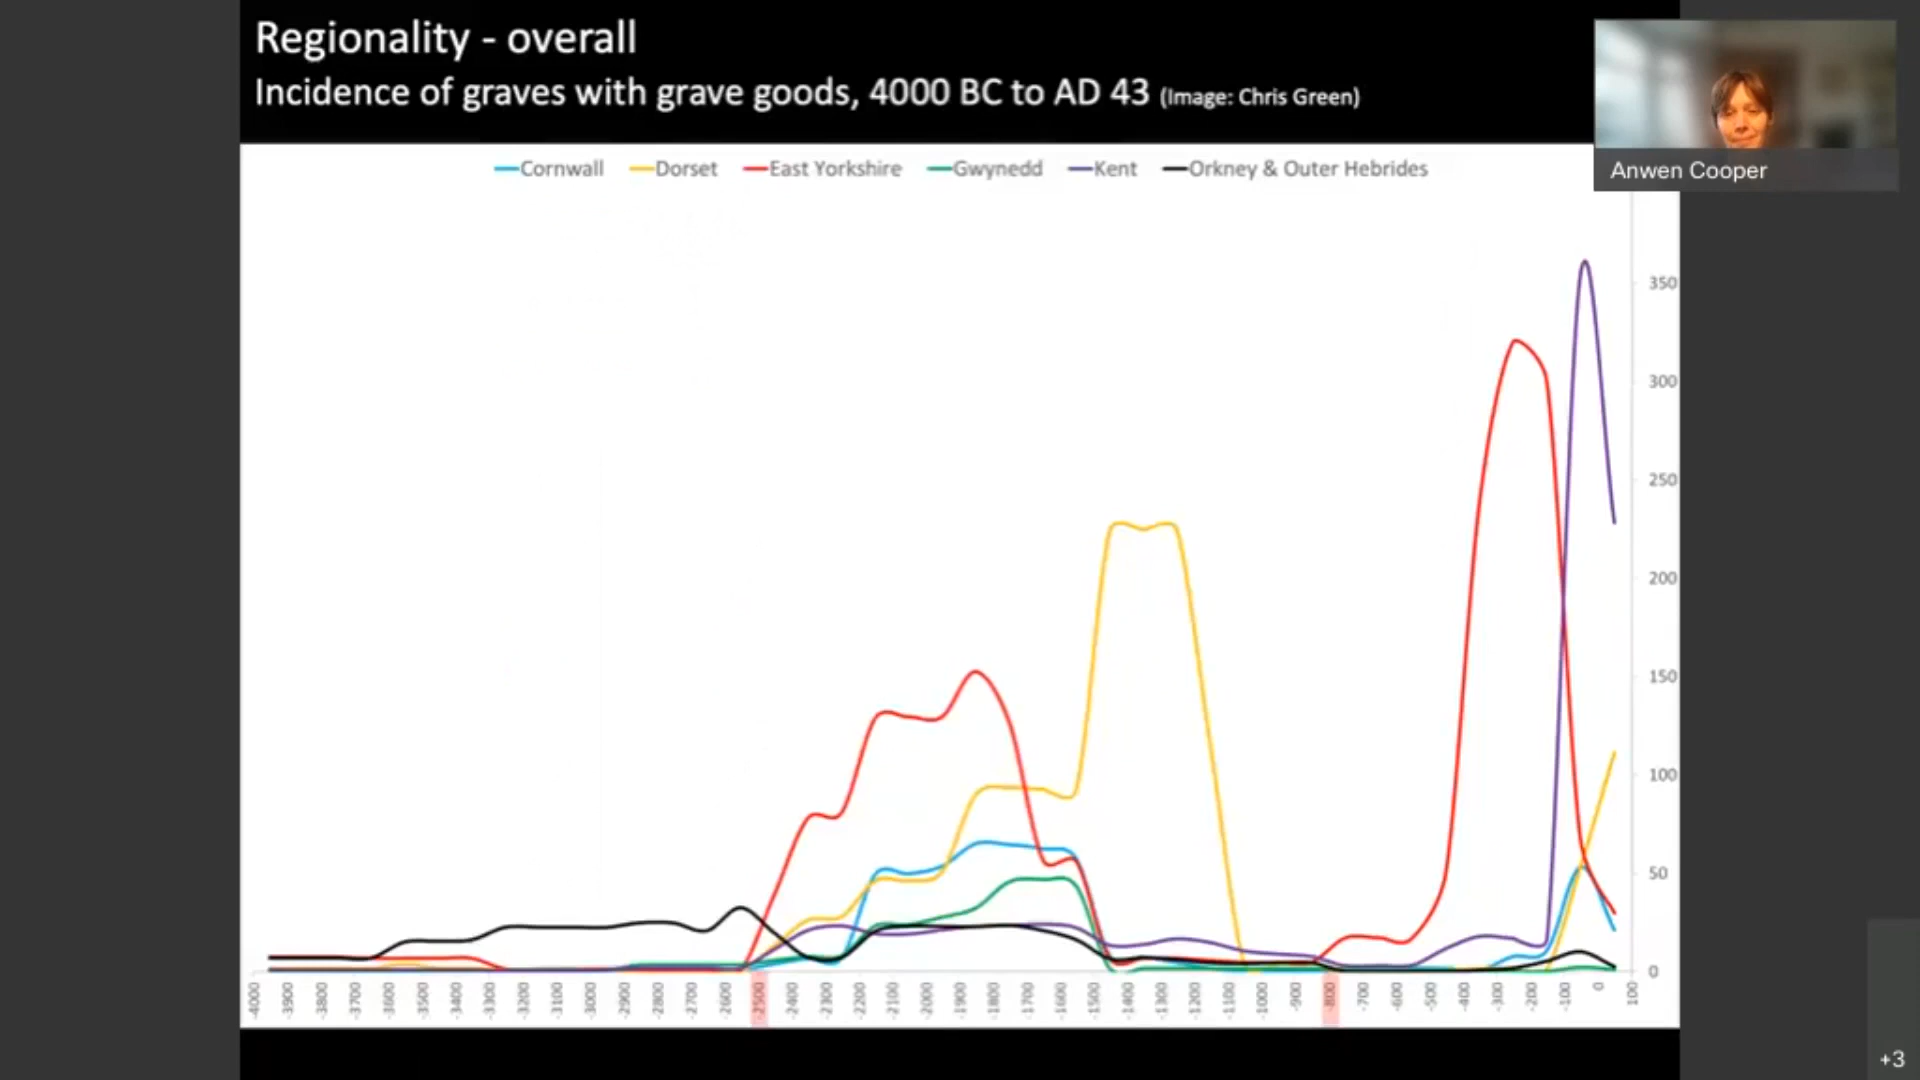 Regionality - overall
Incidence of graves with grave goods, 4000 BC to AD 43 (Image: Chris Green)
Anwen Cooper
Cornwall Dorset East Yorkshire Gwynedd Kent Orkney & Outer Hebrides
350
300
250
200
150
100
50
0
-4000 -3900 -3800 -3700 -3600 -3500 -3400 -3300 -3200 -3100 -3000 -2900 -2800 -2700 -2600 -2500 -2400 -2300 -2200 -2100 -2000 -1900 -1800 -1700 -1600 -1500 -1400 -1300 -1200 -1100 -1000 -900 -800 -700 -600 -500 -400 -300 -200 -100 0 100
+3